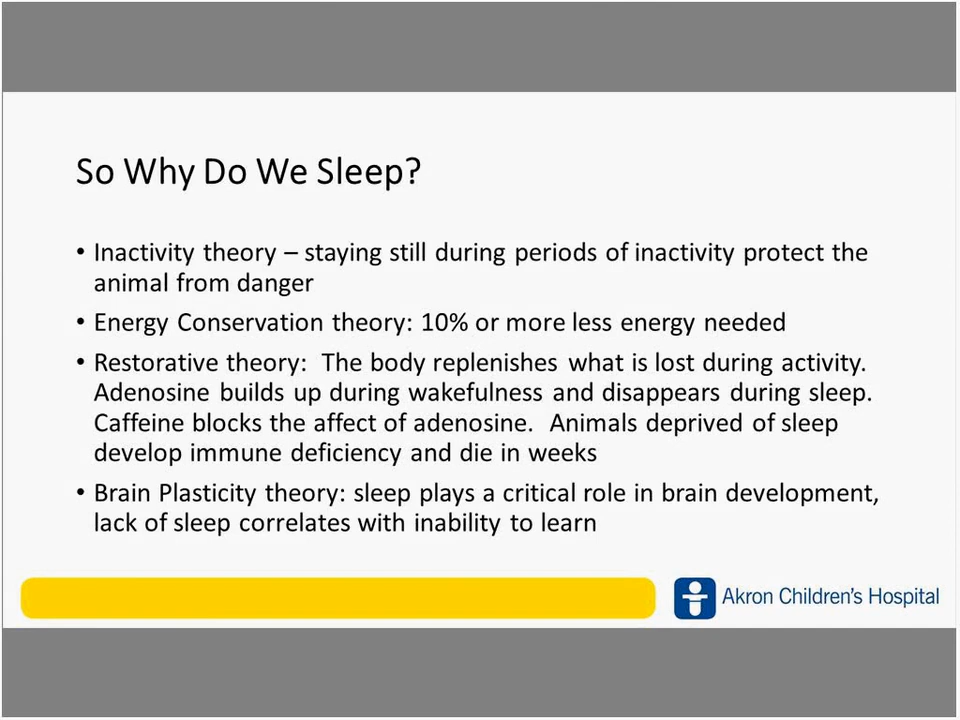 So Why Do We Sleep?
• Inactivity theory – staying still during periods of inactivity protect the
animal from danger
• Energy Conservation theory: 10% or more less energy needed
• Restorative theory:  The body replenishes what is lost during activity.
Adenosine builds up during wakefulness and disappears during sleep.
Caffeine blocks the affect of adenosine.  Animals deprived of sleep
develop immune deficiency and die in weeks
• Brain Plasticity theory: sleep plays a critical role in brain development,
lack of sleep correlates with inability to learn
Akron Children's Hospital